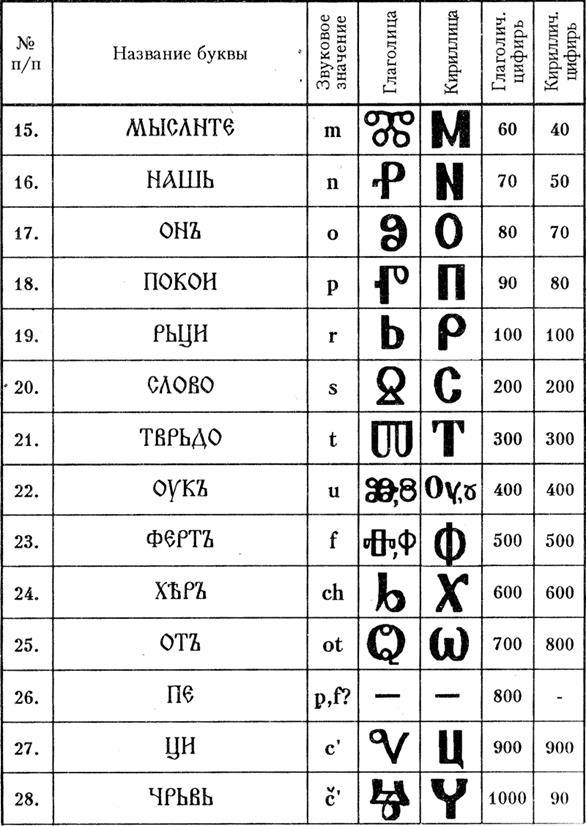 № п/п Название буквы Звуковое значение Глаголица Кириллица Глаголич. цифирь Кириллич. цифирь
15. МЫСЛИТЕ m Ⰿ М 60 40
16. НАШЬ n Ⱀ N 70 50
17. ОНЪ o Ⱁ О 80 70
18. ПОКОИ p Ⱂ П 90 80
19. РЬЦИ r Ⱃ Р 100 100
20. СЛОВО s Ⱄ С 200 200
21. ТВРЬДО t Ⱅ Т 300 300
22. ОУКЪ u Ⱆ,8 Оѵ,ɤ 400 400
23. ФЕРТЪ f Ⱇ,Ф Ф 500 500
24. ХѢРЪ ch Ⱈ Х 600 600
25. ОТЪ ot Ⱉ Ѡ 700 800
26. ПЕ p,f? — — 800 -
27. ЦИ c' Ⱌ Ц 900 900
28. ЧРЬВЬ č' Ⱍ Ч 1000 90